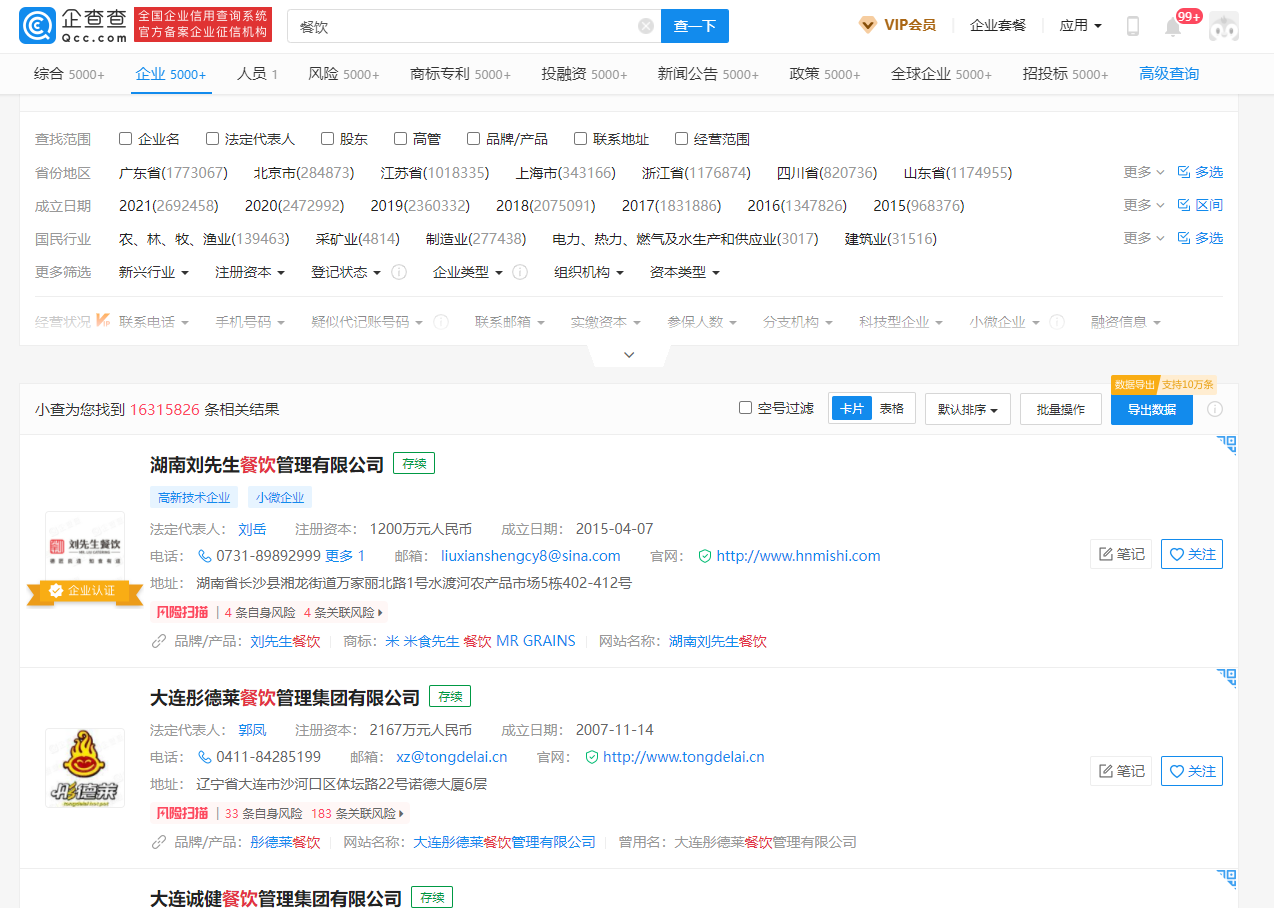 企查查 全国企业信用查询系统 餐饮 查一下 VIP会员 企业套餐 应用 99+
Qcc.com 官方备案企业征信机构
综合 5000+ 企业 5000+ 人员 1 风险 5000+ 商标专利 5000+ 投融资 5000+ 新闻公告 5000+ 政策 5000+ 全球企业 5000+ 招投标 5000+ 高级查询
查找范围 企业名 法定代表人 股东 高管 品牌/产品 联系地址 经营范围
省份地区 广东省(1773067) 北京市(284873) 江苏省(1018335) 上海市(343166) 浙江省(1176874) 四川省(820736) 山东省(1174955) 更多 多选
成立日期 2021(2692458) 2020(2472992) 2019(2360332) 2018(2075091) 2017(1831886) 2016(1347826) 2015(968376) 更多 区间
国民行业 农、林、牧、渔业(139463) 采矿业(4814) 制造业(277438) 电力、热力、燃气及水生产和供应业(3017) 建筑业(31516) 更多 多选
更多筛选 新兴行业 注册资本 登记状态 企业类型 组织机构 资本类型
经营状况 联系电话 手机号码 疑似代记账号码 联系邮箱 实缴资本 参保人数 分支机构 科技型企业 小微企业 融资信息
数据导出 支持10万条
小查为您找到 16315826 条相关结果 空号过滤 卡片 表格 默认排序 批量操作 导出数据
湖南刘先生餐饮管理有限公司 存续
高新技术企业 小微企业
法定代表人： 刘岳 注册资本： 1200万元人民币 成立日期： 2015-04-07
刘先生餐饮
电话： 0731-89892999 更多 1 邮箱： liuxianshengcy8@sina.com 官网： http://www.hnmishi.com 笔记 关注
地址： 湖南省长沙县湘龙街道万家丽北路1号水渡河农产品市场5栋402-412号
企业认证
风险扫描 | 4 条自身风险 4 条关联风险
品牌/产品： 刘先生餐饮 商标： 米 米食先生 餐饮 MR GRAINS 网站名称： 湖南刘先生餐饮
大连彤德莱餐饮管理集团有限公司 存续
法定代表人： 郭凤 注册资本： 2167万元人民币 成立日期： 2007-11-14
电话： 0411-84285199 邮箱： xz@tongdelai.cn 官网： http://www.tongdelai.cn 笔记 关注
地址： 辽宁省大连市沙河口区体坛路22号诺德大厦6层
彤德莱
风险扫描 | 33 条自身风险 183 条关联风险
品牌/产品： 彤德莱餐饮 网站名称： 大连彤德莱餐饮管理有限公司 曾用名： 大连彤德莱餐饮管理有限公司
大连诚健餐饮管理集团有限公司 存续